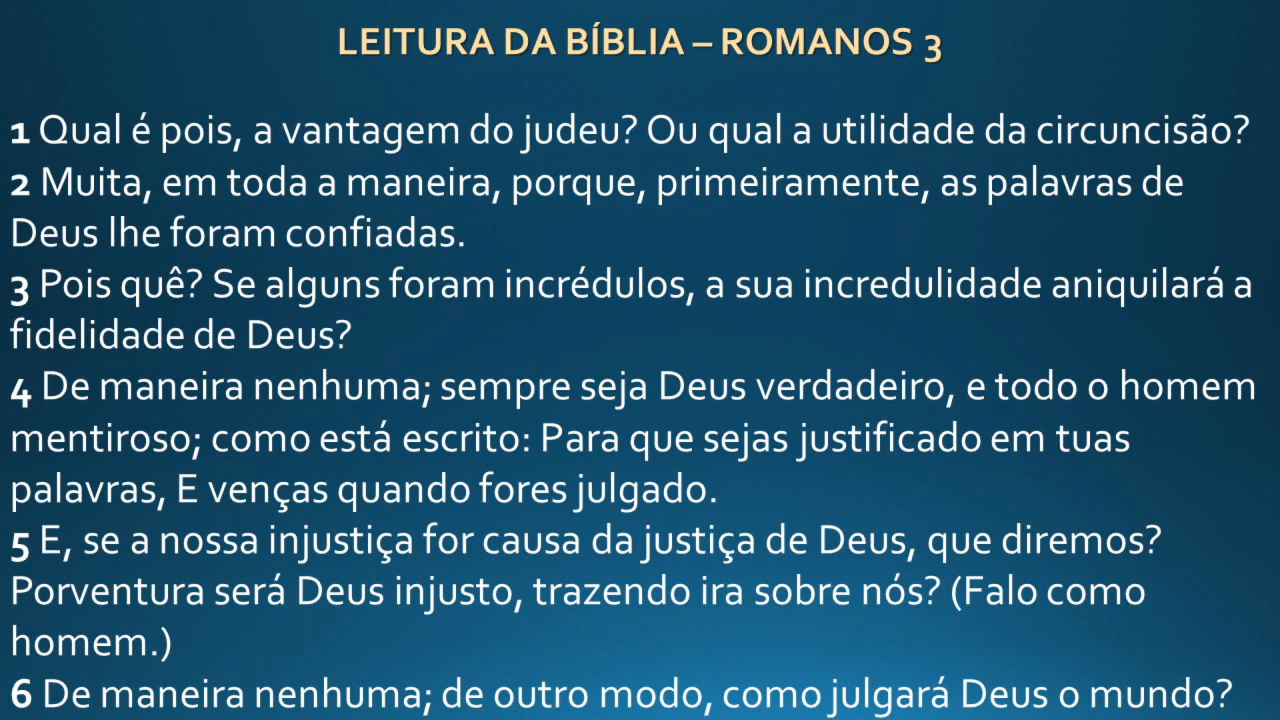 LEITURA DA BÍBLIA – ROMANOS 3
1 Qual é pois, a vantagem do judeu? Ou qual a utilidade da circuncisão?
2 Muita, em toda a maneira, porque, primeiramente, as palavras de
Deus lhe foram confiadas.
3 Pois quê? Se alguns foram incrédulos, a sua incredulidade aniquilará a
fidelidade de Deus?
4 De maneira nenhuma; sempre seja Deus verdadeiro, e todo o homem
mentiroso; como está escrito: Para que sejas justificado em tuas
palavras, E venças quando fores julgado.
5 E, se a nossa injustiça for causa da justiça de Deus, que diremos?
Porventura será Deus injusto, trazendo ira sobre nós? (Falo como
homem.)
6 De maneira nenhuma; de outro modo, como julgará Deus o mundo?